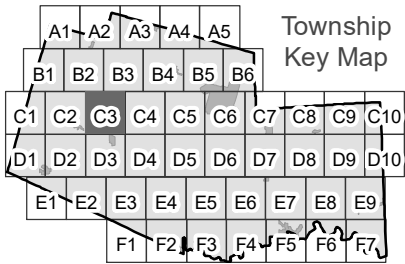 Township
Key Map
A1 A2 A3 A4 A5
B1 B2 B3 B4 B5 B6
C1 C2 C3 C4 C5 C6 C7 C8 C9 C10
D1 D2 D3 D4 D5 D6 D7 D8 D9 D10
E1 E2 E3 E4 E5 E6 E7 E8 E9
F1 F2 F3 F4 F5 F6 F7